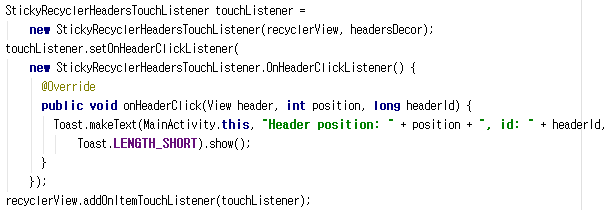 StickyRecyclerHeadersTouchListener touchListener =
new StickyRecyclerHeadersTouchListener(recyclerView, headersDecor);
touchListener.setOnHeaderClickListener(
new StickyRecyclerHeadersTouchListener.OnHeaderClickListener() {
@Override
public void onHeaderClick(View header, int position, long headerId) {
Toast.makeText(MainActivity.this, "Header position: " + position + ", id: " + headerId,
Toast.LENGTH_SHORT).show();
}
});
recyclerView.addOnItemTouchListener(touchListener);